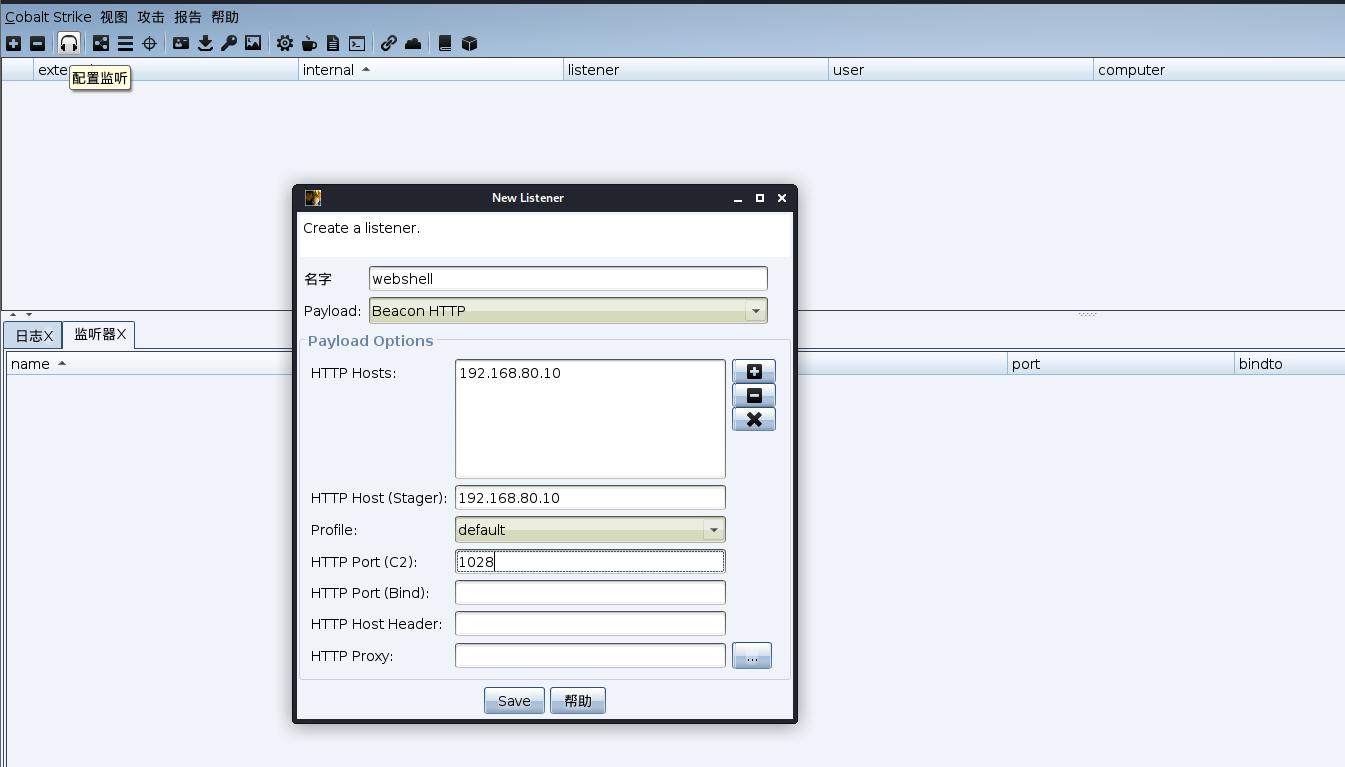 Cobalt Strike 视图 攻击 报告 帮助
internal listener user computer
配置监听
New Listener
Create a listener.
名字 webshell
Payload: Beacon HTTP
日志X 监听器X
Payload Options
name port bindto
HTTP Hosts: 192.168.80.10
HTTP Host (Stager): 192.168.80.10
Profile: default
HTTP Port (C2): 1028
HTTP Port (Bind):
HTTP Host Header:
HTTP Proxy: ...
Save 帮助